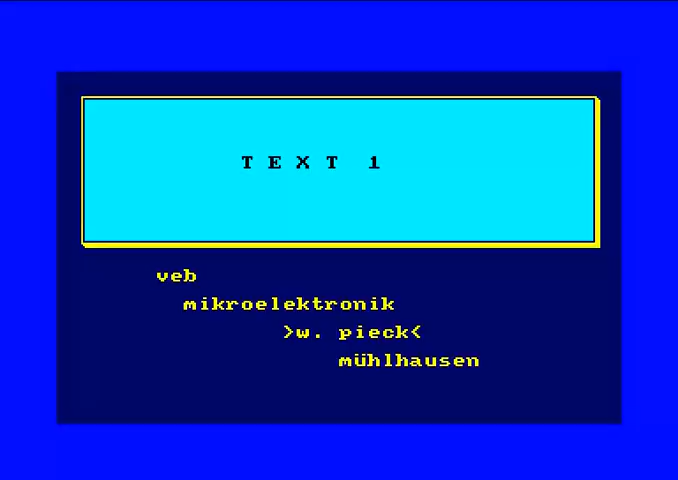 T E X T 1
veb
mikroelektronik
>w. pieck<
mühlhausen